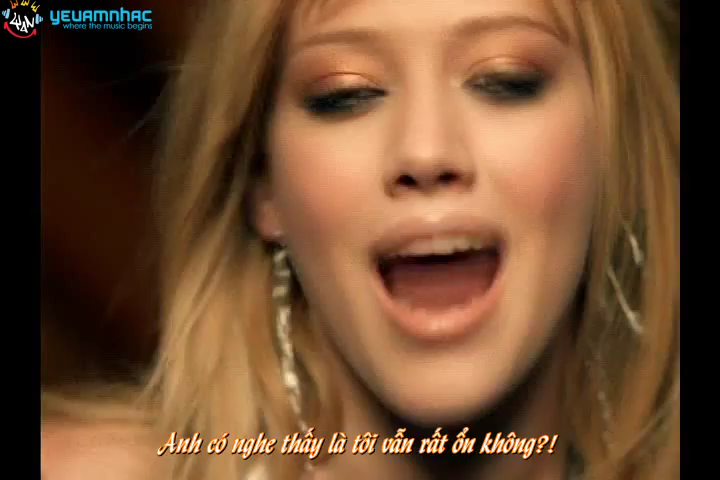 YEUAMNHAC
where the music begins
Anh có nghe thấy là tôi vẫn rất ổn không?!